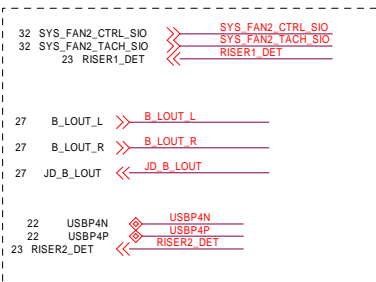 32 SYS_FAN2_CTRL_SIO SYS_FAN2_CTRL_SIO
32 SYS_FAN2_TACH_SIO SYS_FAN2_TACH_SIO
23 RISER1_DET RISER1_DET
27 B_LOUT_L B_LOUT_L
27 B_LOUT_R B_LOUT_R
27 JD_B_LOUT JD_B_LOUT
22 USBP4N USBP4N
22 USBP4P USBP4P
23 RISER2_DET RISER2_DET